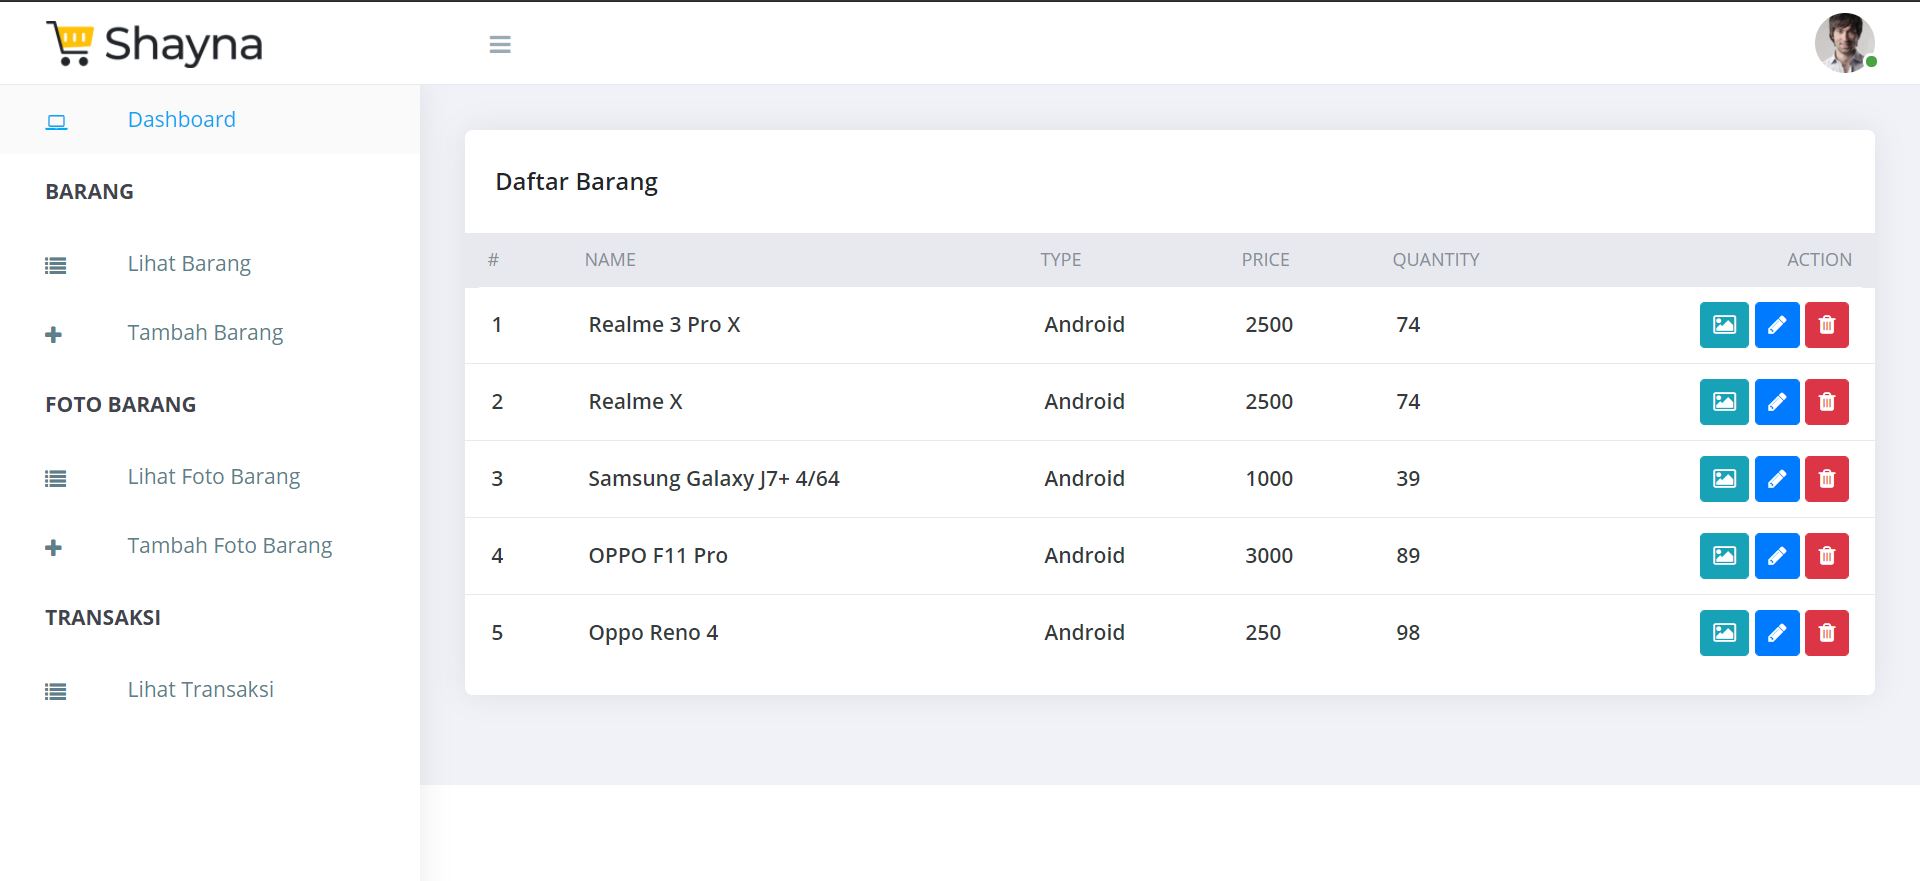 Shayna
Dashboard
BARANG
Lihat Barang
Tambah Barang
FOTO BARANG
Lihat Foto Barang
Tambah Foto Barang
TRANSAKSI
Lihat Transaksi
Daftar Barang
# NAME TYPE PRICE QUANTITY ACTION
1 Realme 3 Pro X Android 2500 74
2 Realme X Android 2500 74
3 Samsung Galaxy J7+ 4/64 Android 1000 39
4 OPPO F11 Pro Android 3000 89
5 Oppo Reno 4 Android 250 98